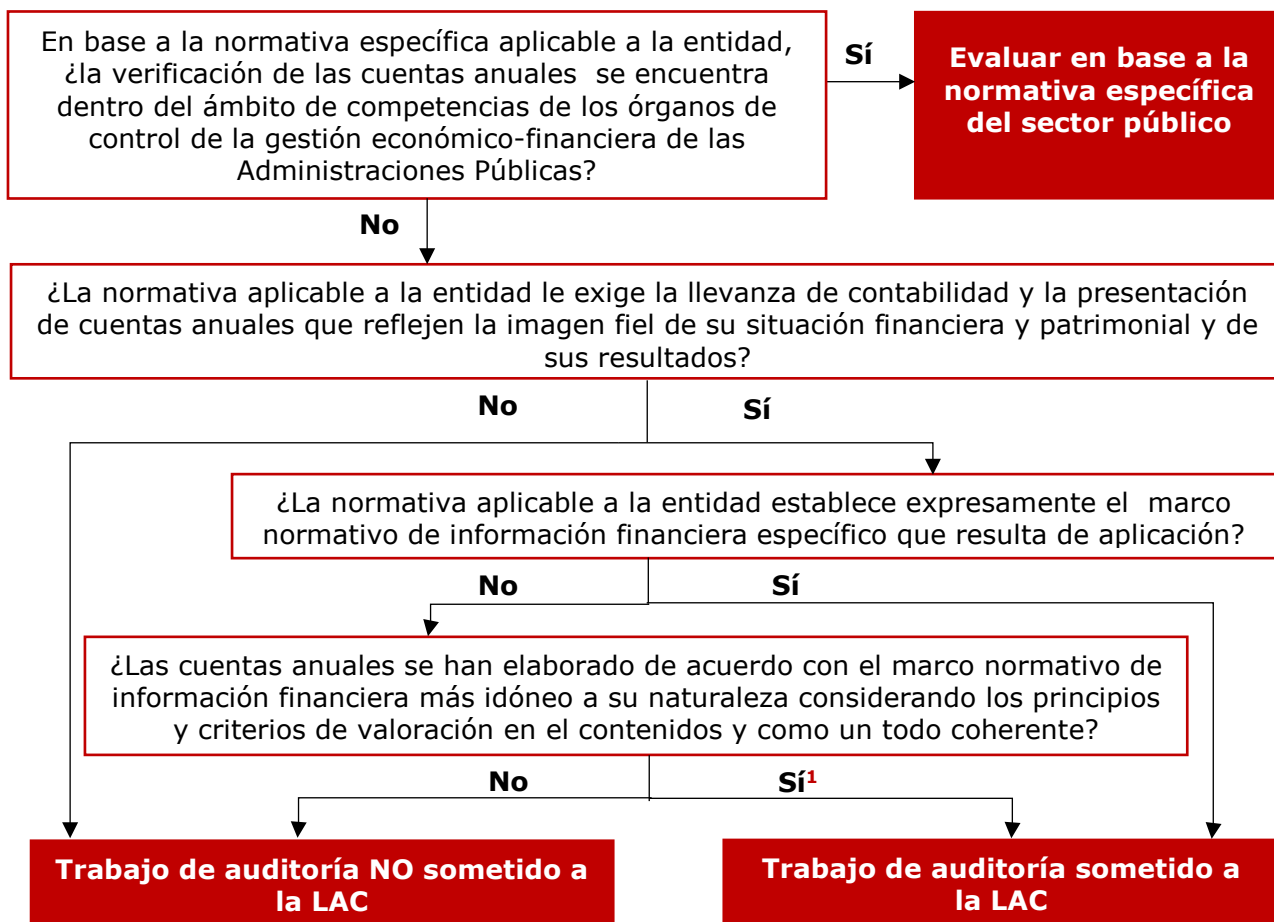 En base a la normativa específica aplicable a la entidad,
¿la verificación de las cuentas anuales se encuentra
dentro del ámbito de competencias de los órganos de
control de la gestión económico-financiera de las
Administraciones Públicas?
Sí
Evaluar en base a la
normativa específica
del sector público
No
¿La normativa aplicable a la entidad le exige la llevanza de contabilidad y la presentación
de cuentas anuales que reflejen la imagen fiel de su situación financiera y patrimonial y de
sus resultados?
No
Sí
¿La normativa aplicable a la entidad establece expresamente el marco
normativo de información financiera específico que resulta de aplicación?
No
Sí
¿Las cuentas anuales se han elaborado de acuerdo con el marco normativo de
información financiera más idóneo a su naturaleza considerando los principios
y criterios de valoración en el contenidos y como un todo coherente?
No
Sí¹
Trabajo de auditoría NO sometido a
la LAC
Trabajo de auditoría sometido a
la LAC